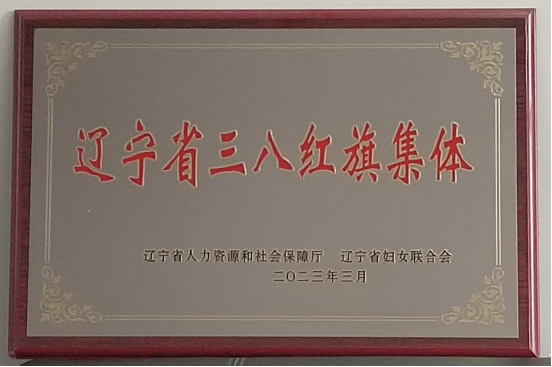 辽宁省三八红旗集体
辽宁省人力资源和社会保障厅 辽宁省妇女联合会
二〇二三年三月